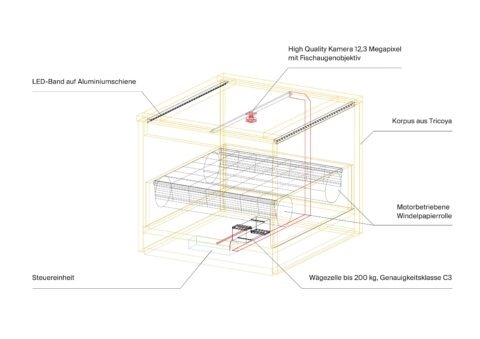 High Quality Kamera 12,3 Megapixel
mit Fischaugenobjektiv
LED-Band auf Aluminiumschiene
Korpus aus Tricoya
Motorbetriebene
Windelpapierrolle
Steuereinheit
Wägezelle bis 200 kg, Genauigkeitsklasse C3